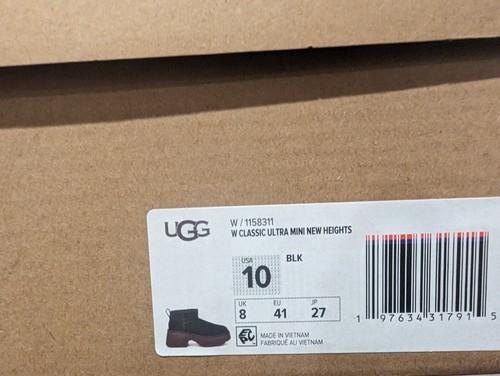 UGG
W / 1158311
W CLASSIC ULTRA MINI NEW HEIGHTS
BLK
USA
10
UK EU JP
8 41 27
MADE IN VIETNAM
FABRIQUÉ AU VIETNAM
1 97634 31791 5